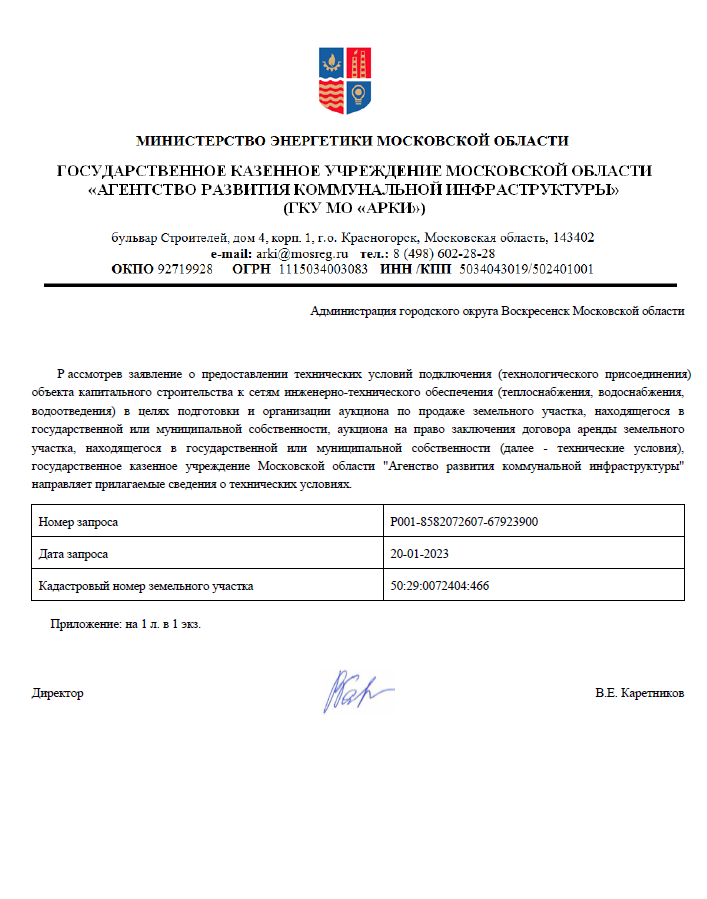 МИНИСТЕРСТВО ЭНЕРГЕТИКИ МОСКОВСКОЙ ОБЛАСТИ
ГОСУДАРСТВЕННОЕ КАЗЕННОЕ УЧРЕЖДЕНИЕ МОСКОВСКОЙ ОБЛАСТИ
«АГЕНТСТВО РАЗВИТИЯ КОММУНАЛЬНОЙ ИНФРАСТРУКТУРЫ»
(ГКУ МО «АРКИ»)
бульвар Строителей, дом 4, корп. 1, г.о. Красногорск, Московская область, 143402
e-mail: arki@mosreg.ru тел.: 8 (498) 602-28-28
ОКПО 92719928 ОГРН 1115034003083 ИНН /КПП 5034043019/502401001
Администрация городского округа Воскресенск Московской области
Рассмотрев заявление о предоставлении технических условий подключения (технологического присоединения)
объекта капитального строительства к сетям инженерно-технического обеспечения (теплоснабжения, водоснабжения,
водоотведения) в целях подготовки и организации аукциона по продаже земельного участка, находящегося в
государственной или муниципальной собственности, аукциона на право заключения договора аренды земельного
участка, находящегося в государственной или муниципальной собственности (далее - технические условия),
государственное казенное учреждение Московской области "Агенство развития коммунальной инфраструктуры"
направляет прилагаемые сведения о технических условиях.
Номер запроса P001-8582072607-67923900
Дата запроса 20-01-2023
Кадастровый номер земельного участка 50:29:0072404:466
Приложение: на 1 л. в 1 экз.
Директор В.Е. Каретников